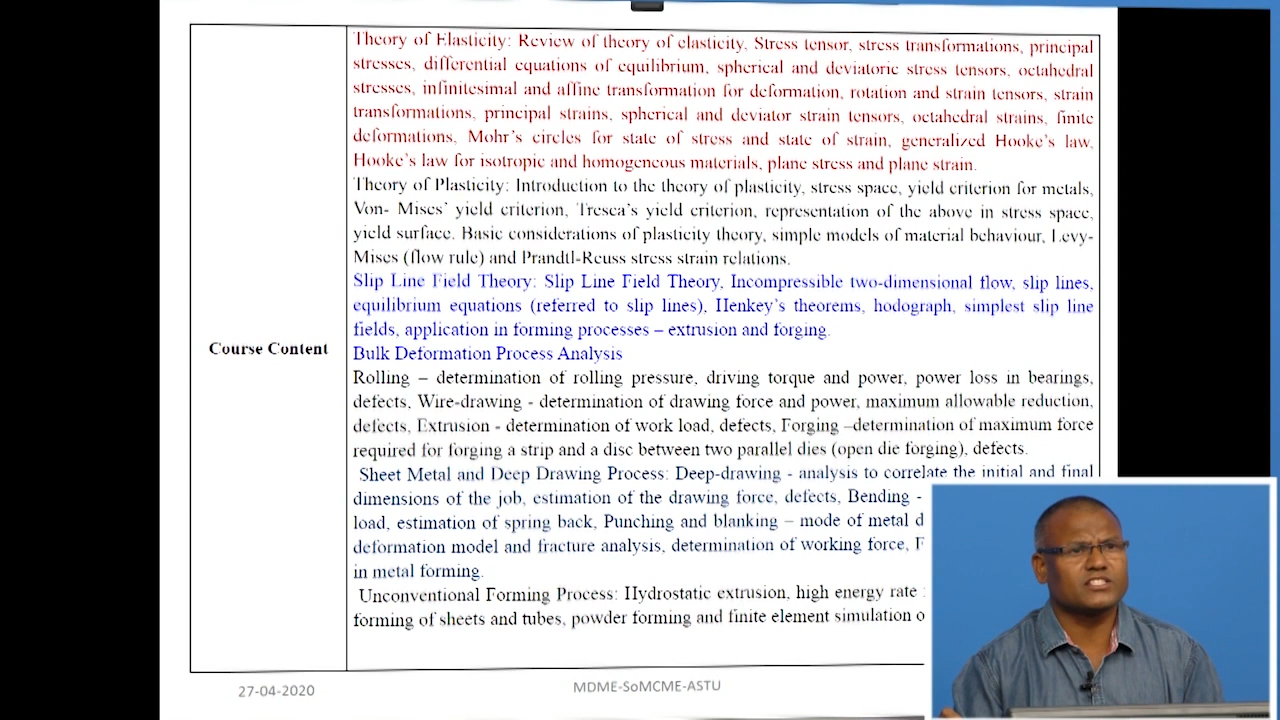 Theory of Elasticity: Review of theory of elasticity, Stress tensor, stress transformations, principal
stresses, differential equations of equilibrium, spherical and deviatoric stress tensors, octahedral
stresses, infinitesimal and affine transformation for deformation, rotation and strain tensors, strain
transformations, principal strains, spherical and deviator strain tensors, octahedral strains, finite
deformations, Mohr's circles for state of stress and state of strain, generalized Hooke's law,
Hooke's law for isotropic and homogeneous materials, plane stress and plane strain.
Theory of Plasticity: Introduction to the theory of plasticity, stress space, yield criterion for metals,
Von- Mises' yield criterion, Tresca's yield criterion, representation of the above in stress space,
yield surface. Basic considerations of plasticity theory, simple models of material behaviour, Levy-
Mises (flow rule) and Prandtl-Reuss stress strain relations.
Slip Line Field Theory: Slip Line Field Theory, Incompressible two-dimensional flow, slip lines,
equilibrium equations (referred to slip lines), Henkey's theorems, hodograph, simplest slip line
fields, application in forming processes – extrusion and forging.
Course Content
Bulk Deformation Process Analysis
Rolling – determination of rolling pressure, driving torque and power, power loss in bearings,
defects, Wire-drawing - determination of drawing force and power, maximum allowable reduction,
defects, Extrusion - determination of work load, defects, Forging –determination of maximum force
required for forging a strip and a disc between two parallel dies (open die forging), defects.
Sheet Metal and Deep Drawing Process: Deep-drawing - analysis to correlate the initial and final
dimensions of the job, estimation of the drawing force, defects, Bending -
load, estimation of spring back, Punching and blanking – mode of metal d
deformation model and fracture analysis, determination of working force, F
in metal forming.
Unconventional Forming Process: Hydrostatic extrusion, high energy rate
forming of sheets and tubes, powder forming and finite element simulation o
27-04-2020
MDME-SoMCME-ASTU